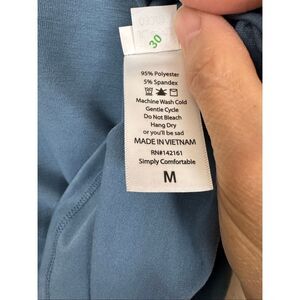 30
95% Polyester
5% Spandex
Machine Wash Cold
Gentle Cycle
Do Not Bleach
Hang Dry
or you'll be sad
MADE IN VIETNAM
RN#142161
Simply Comfortable
M